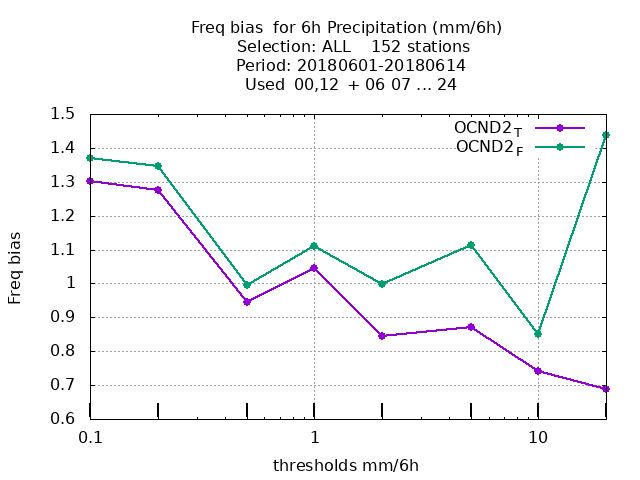 Freq bias for 6h Precipitation (mm/6h)
Selection: ALL 152 stations
Period: 20180601-20180614
Used 00,12 + 06 07 ... 24
1.5
1.4
1.3
1.2
1.1
1
0.9
0.8
0.7
0.6
Freq bias
OCND2T
OCND2F
0.1 1 10
thresholds mm/6h